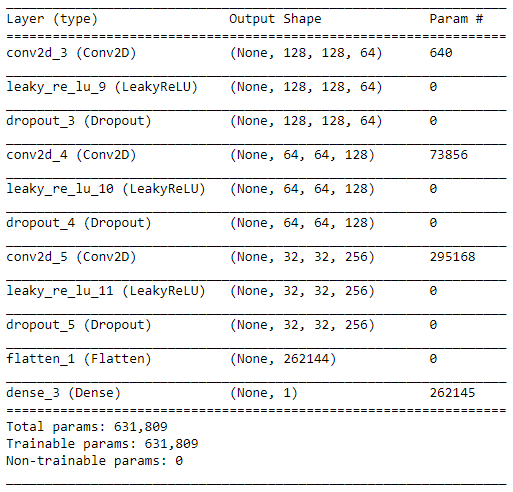 Layer (type) Output Shape Param #
conv2d_3 (Conv2D) (None, 128, 128, 64) 640
leaky_re_lu_9 (LeakyReLU) (None, 128, 128, 64) 0
dropout_3 (Dropout) (None, 128, 128, 64) 0
conv2d_4 (Conv2D) (None, 64, 64, 128) 73856
leaky_re_lu_10 (LeakyReLU) (None, 64, 64, 128) 0
dropout_4 (Dropout) (None, 64, 64, 128) 0
conv2d_5 (Conv2D) (None, 32, 32, 256) 295168
leaky_re_lu_11 (LeakyReLU) (None, 32, 32, 256) 0
dropout_5 (Dropout) (None, 32, 32, 256) 0
flatten_1 (Flatten) (None, 262144) 0
dense_3 (Dense) (None, 1) 262145
Total params: 631,809
Trainable params: 631,809
Non-trainable params: 0